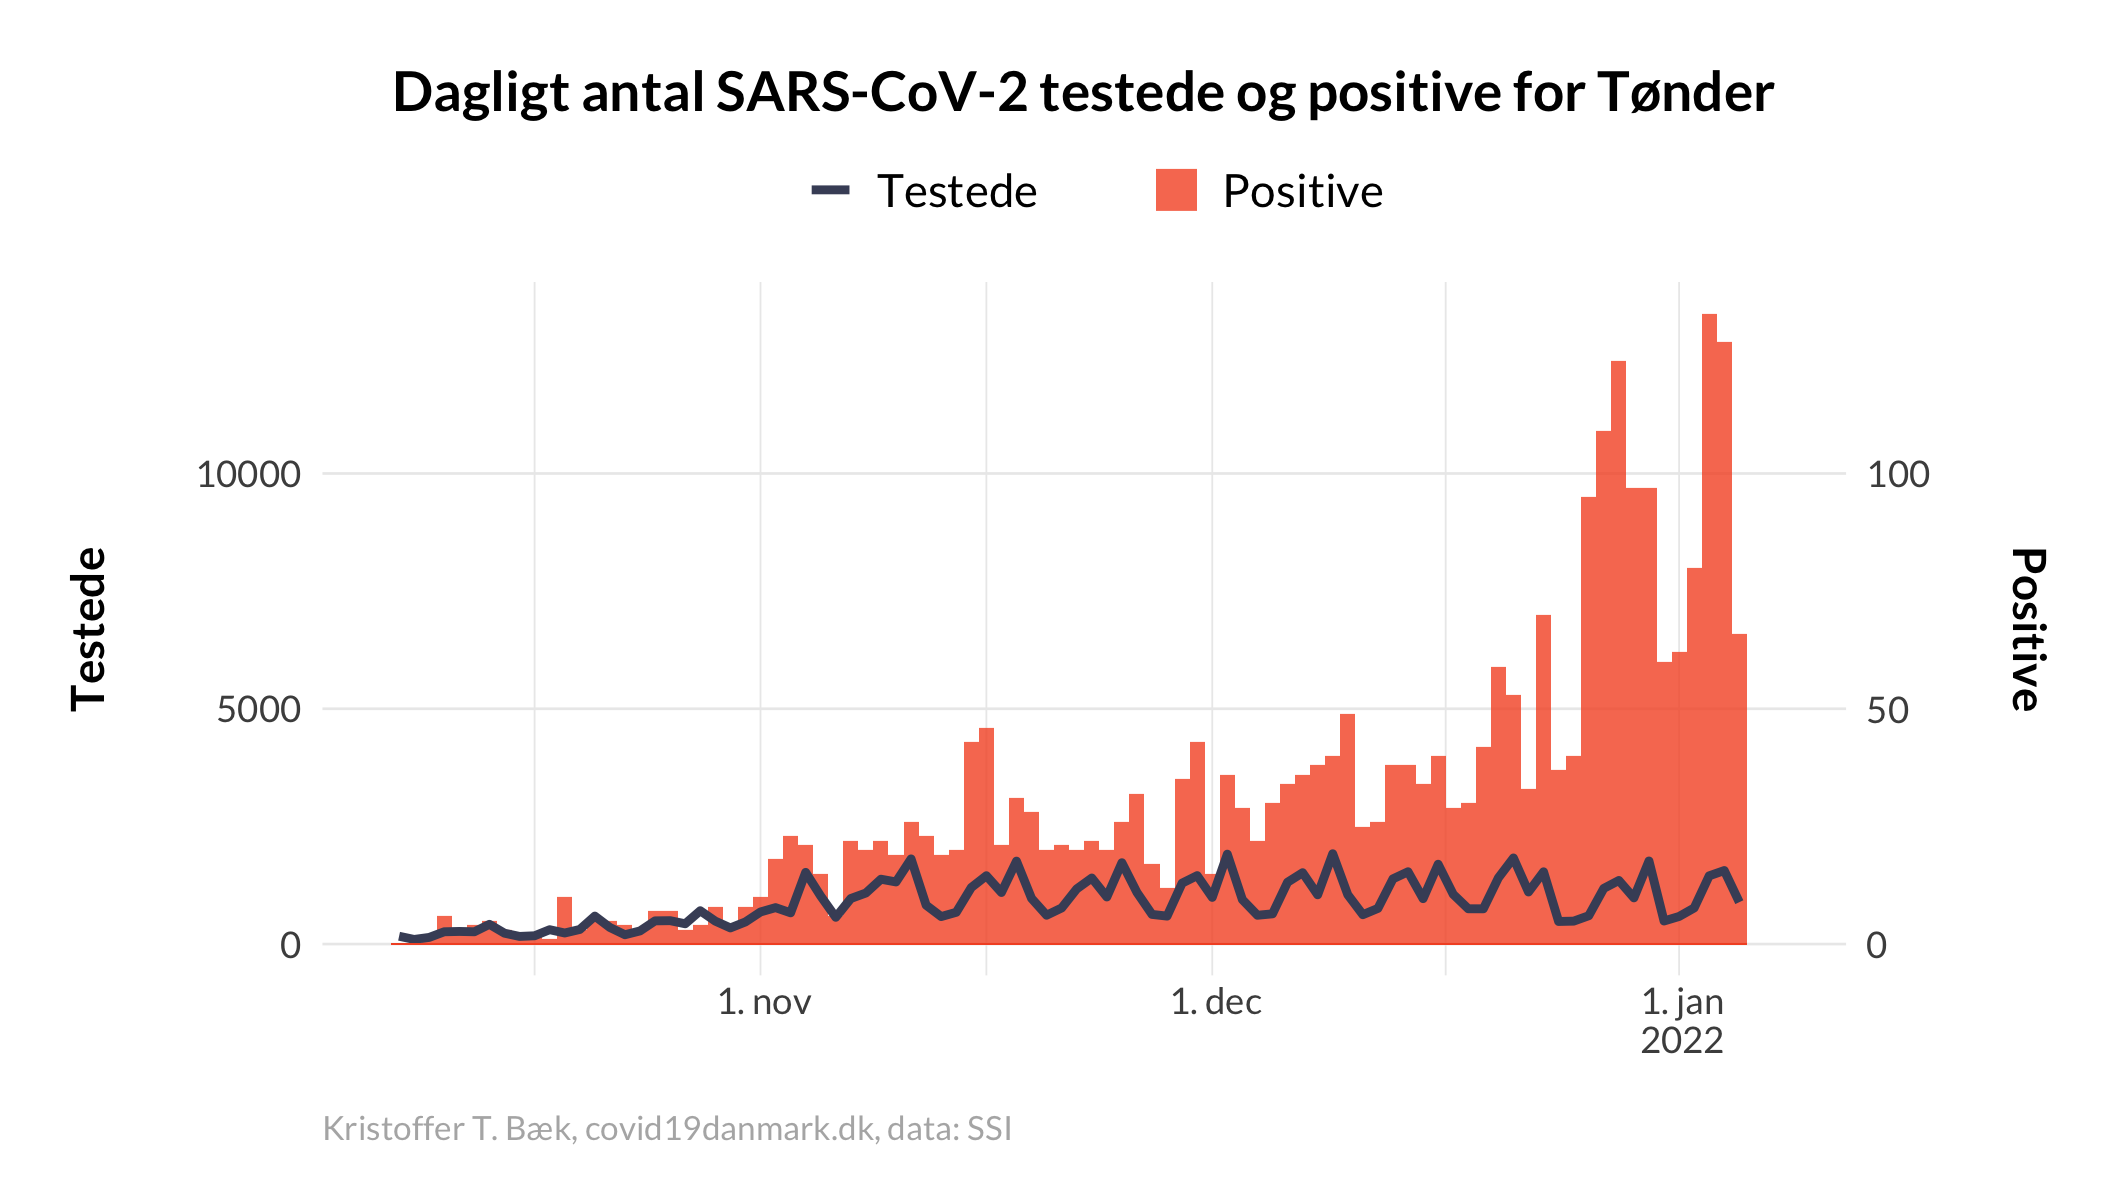 Dagligt antal SARS-CoV-2 testede og positive for Tønder
Testede
Positive
10000
5000
0
Testede
100
50
0
Positive
1. nov
1. dec
1. jan
2022
Kristoffer T. Bæk, covid19danmark.dk, data: SSI